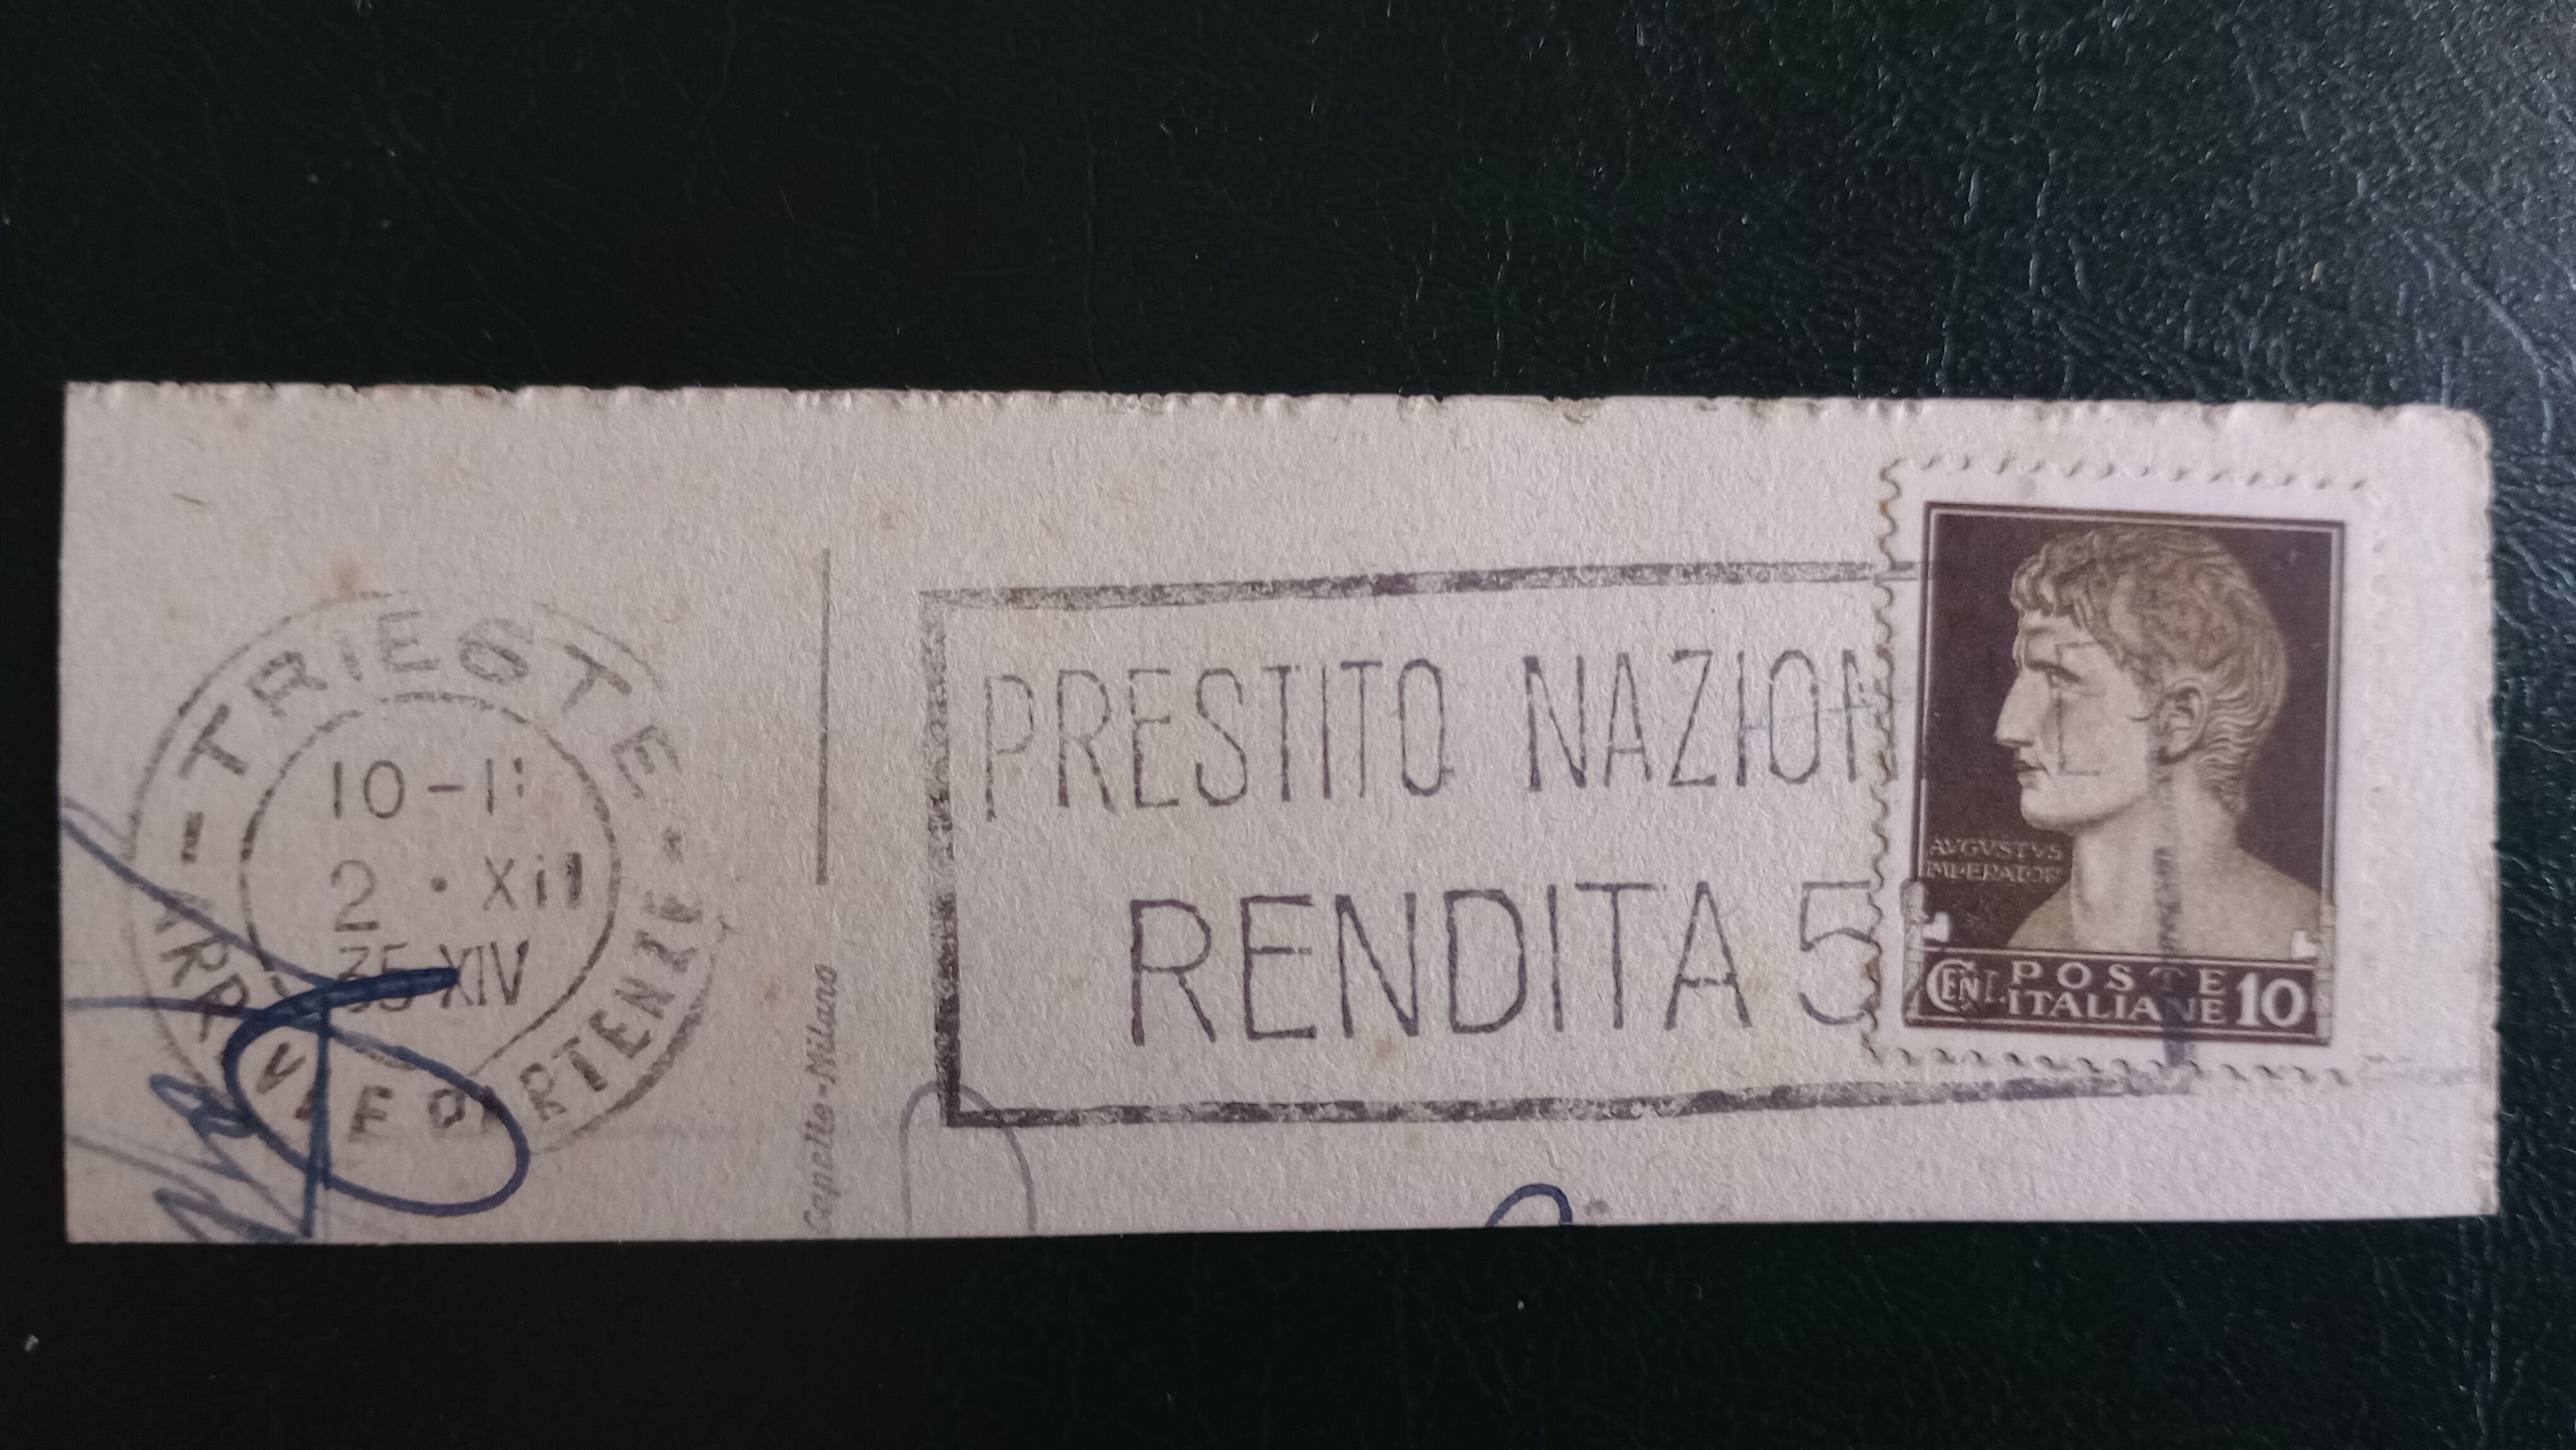 TRIESTE
10-11
2 · XII
35 XIV
ARRIVI E PARTENZE
Capello-Milano
PRESTITO NAZION
RENDITA 5
AVGVSTVS
IMPERATOR
CENT. POSTE
ITALIANE 10